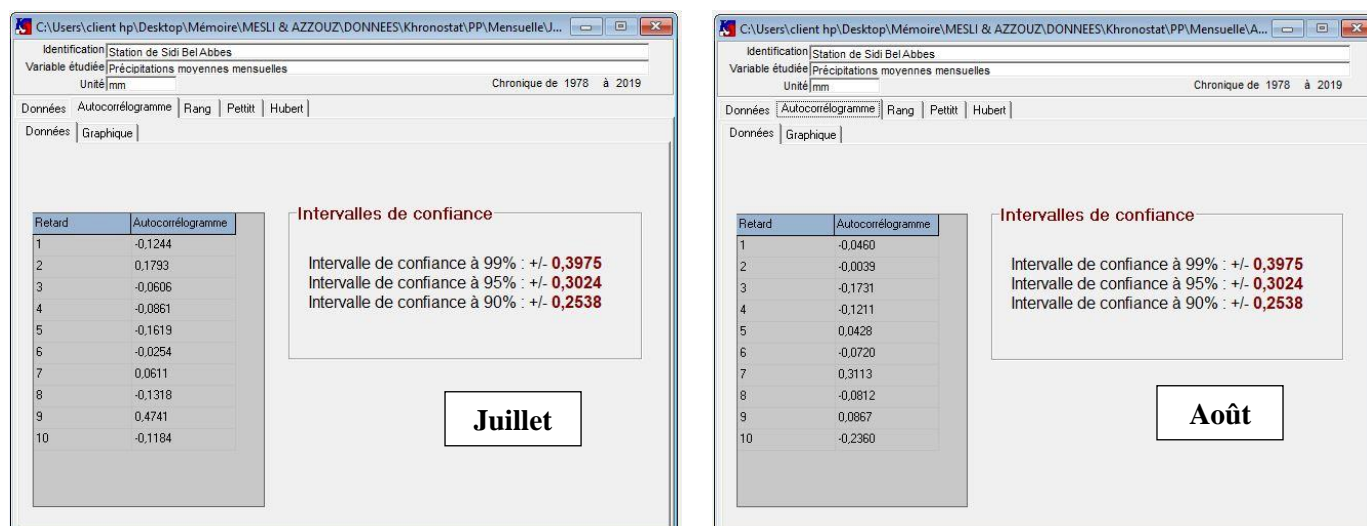 C:\Users\client hp\Desktop\Mémoire\MESLI & AZZOUZ\DONNEES\Khronostat\PP\Mensuelle\J...
Identification Station de Sidi Bel Abbes
Variable étudiée Précipitations moyennes mensuelles
Unité mm Chronique de 1978 à 2019
Données Autocorrélogramme Rang Pettitt Hubert
Données Graphique
Retard Autocorrélogramme
1 -0,1244
2 0,1793
3 -0,0606
4 -0,0861
5 -0,1619
6 -0,0254
7 0,0611
8 -0,1318
9 0,4741
10 -0,1184
Intervalles de confiance
Intervalle de confiance à 99% : +/- 0,3975
Intervalle de confiance à 95% : +/- 0,3024
Intervalle de confiance à 90% : +/- 0,2538
Juillet
C:\Users\client hp\Desktop\Mémoire\MESLI & AZZOUZ\DONNEES\Khronostat\PP\Mensuelle\A...
Identification Station de Sidi Bel Abbes
Variable étudiée Précipitations moyennes mensuelles
Unité mm Chronique de 1978 à 2019
Données Autocorrélogramme Rang Pettitt Hubert
Données Graphique
Retard Autocorrélogramme
1 -0,0460
2 -0,0039
3 -0,1731
4 -0,1211
5 0,0428
6 -0,0720
7 0,3113
8 -0,0812
9 0,0867
10 -0,2360
Intervalles de confiance
Intervalle de confiance à 99% : +/- 0,3975
Intervalle de confiance à 95% : +/- 0,3024
Intervalle de confiance à 90% : +/- 0,2538
Août